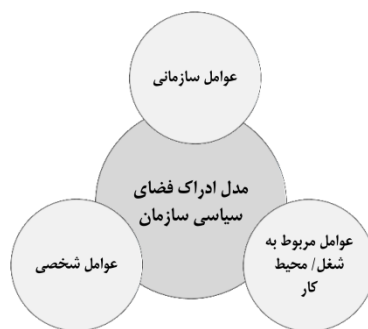 عوامل سازمانی
مدل ادراک فضای
سیاسی سازمان
عوامل مربوط به
شغل/ محیط
کار
عوامل شخصی